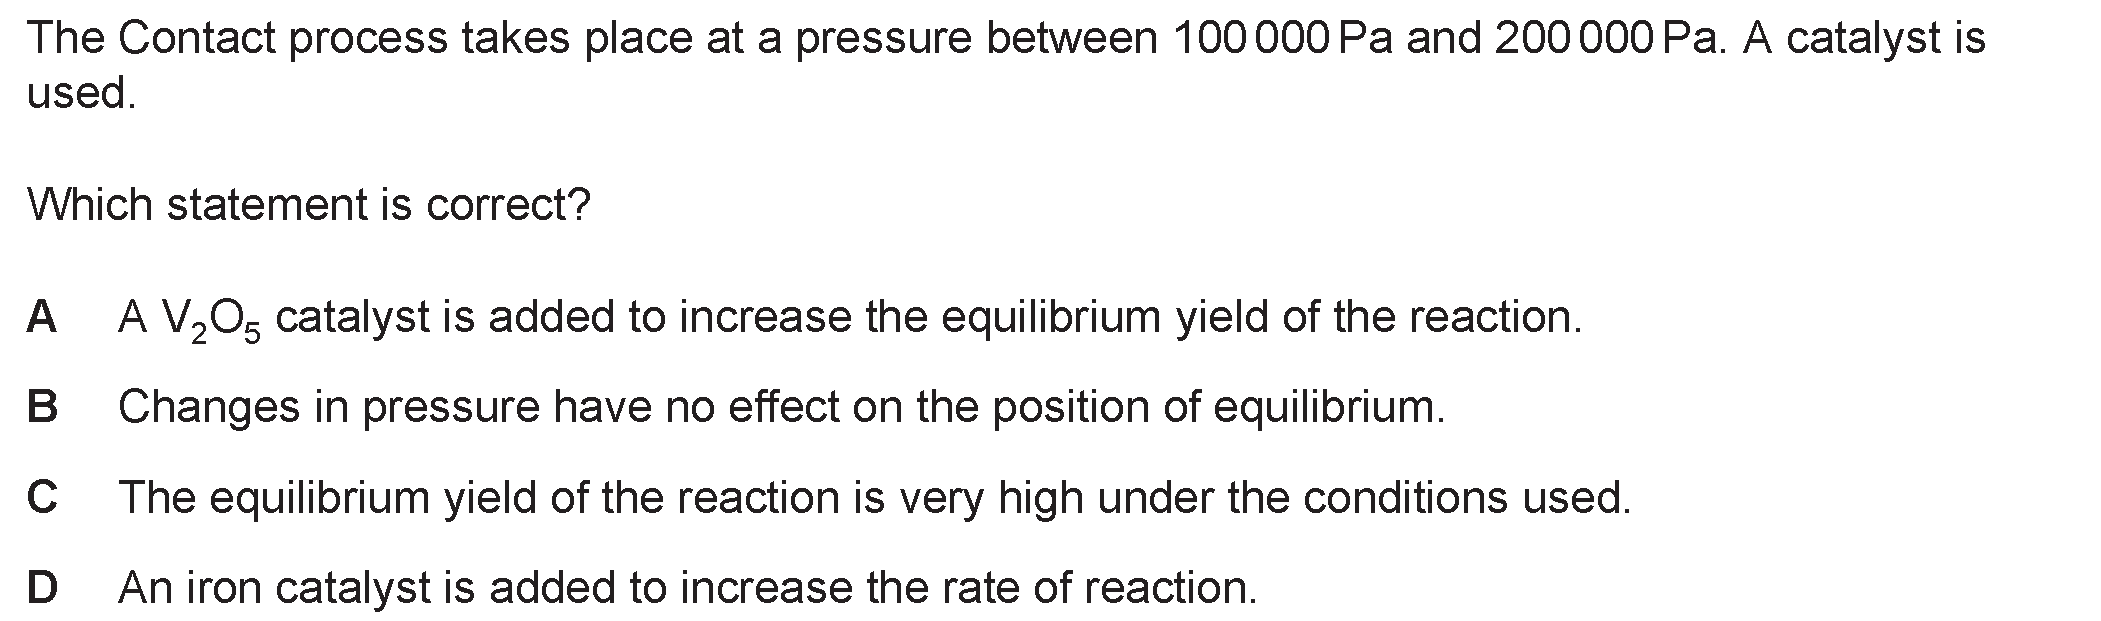 The Contact process takes place at a pressure between 100 000 Pa and 200 000 Pa. A catalyst is
used.
Which statement is correct?
A A V₂O₅ catalyst is added to increase the equilibrium yield of the reaction.
B Changes in pressure have no effect on the position of equilibrium.
C The equilibrium yield of the reaction is very high under the conditions used.
D An iron catalyst is added to increase the rate of reaction.